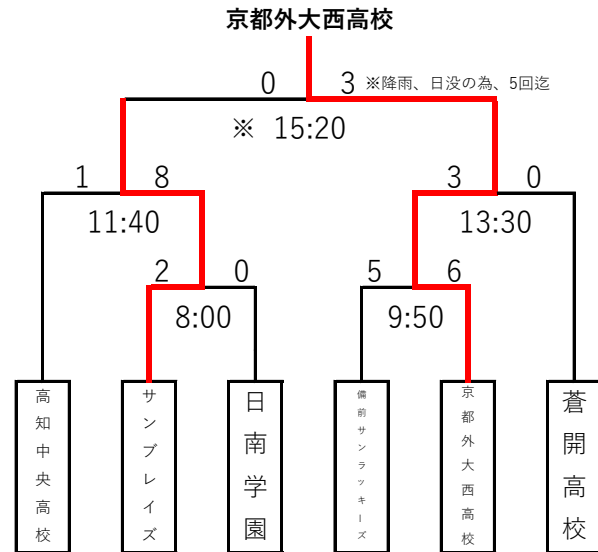 京都外大西高校
0 3 ※降雨、日没の為、5回迄
※ 15:20
1 8 3 0
11:40 13:30
2 0 5 6
8:00 9:50
高知中央高校
サンブレイズ
日南学園
備前サンラッキーズ
京都外大西高校
蒼開高校